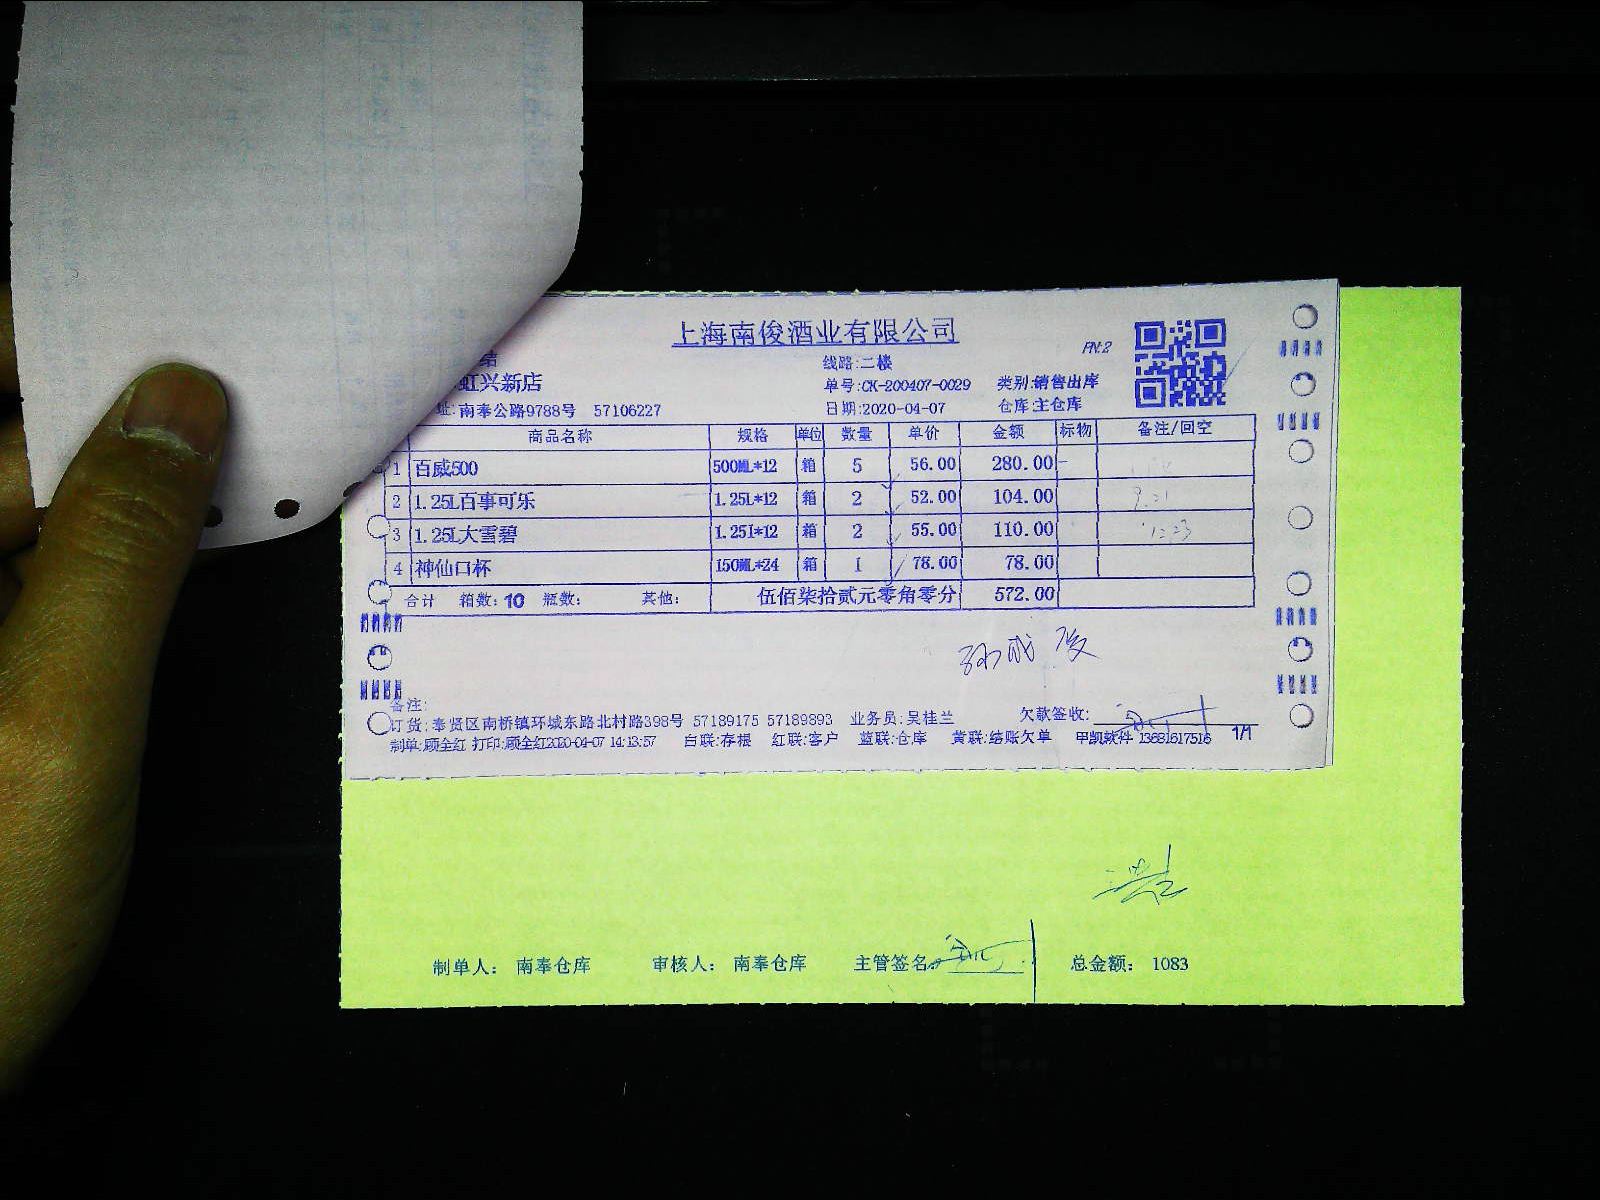 上海南俊酒业有限公司
PN:2
结 线路:二楼
虹兴新店 单号:CK-200407-0029 类别:销售出库
址:南奉公路9788号 57106227 日期:2020-04-07 仓库:主仓库
商品名称 规格 单位 数量 单价 金额 标物 备注/回空
1 百威500 500ML*12 箱 5 56.00 280.00
2 1.25L百事可乐 1.25L*12 箱 2 52.00 104.00
3 1.25L大雪碧 1.25L*12 箱 2 55.00 110.00
4 神仙口杯 150ML*24 箱 1 78.00 78.00
合计 箱数: 10 瓶数: 其他: 伍佰柒拾贰元零角零分 572.00
备注:
订货:奉贤区南桥镇环城东路北村路398号 57189175 57189893 业务员:吴桂兰 欠款签收:
制单:顾全红 打印:顾全红2020-04-07 14:13:57 白联:存根 红联:客户 蓝联:仓库 黄联:结账欠单 甲凯软件 13681617516 1/1
制单人: 南奉仓库 审核人: 南奉仓库 主管签名: 总金额: 1083